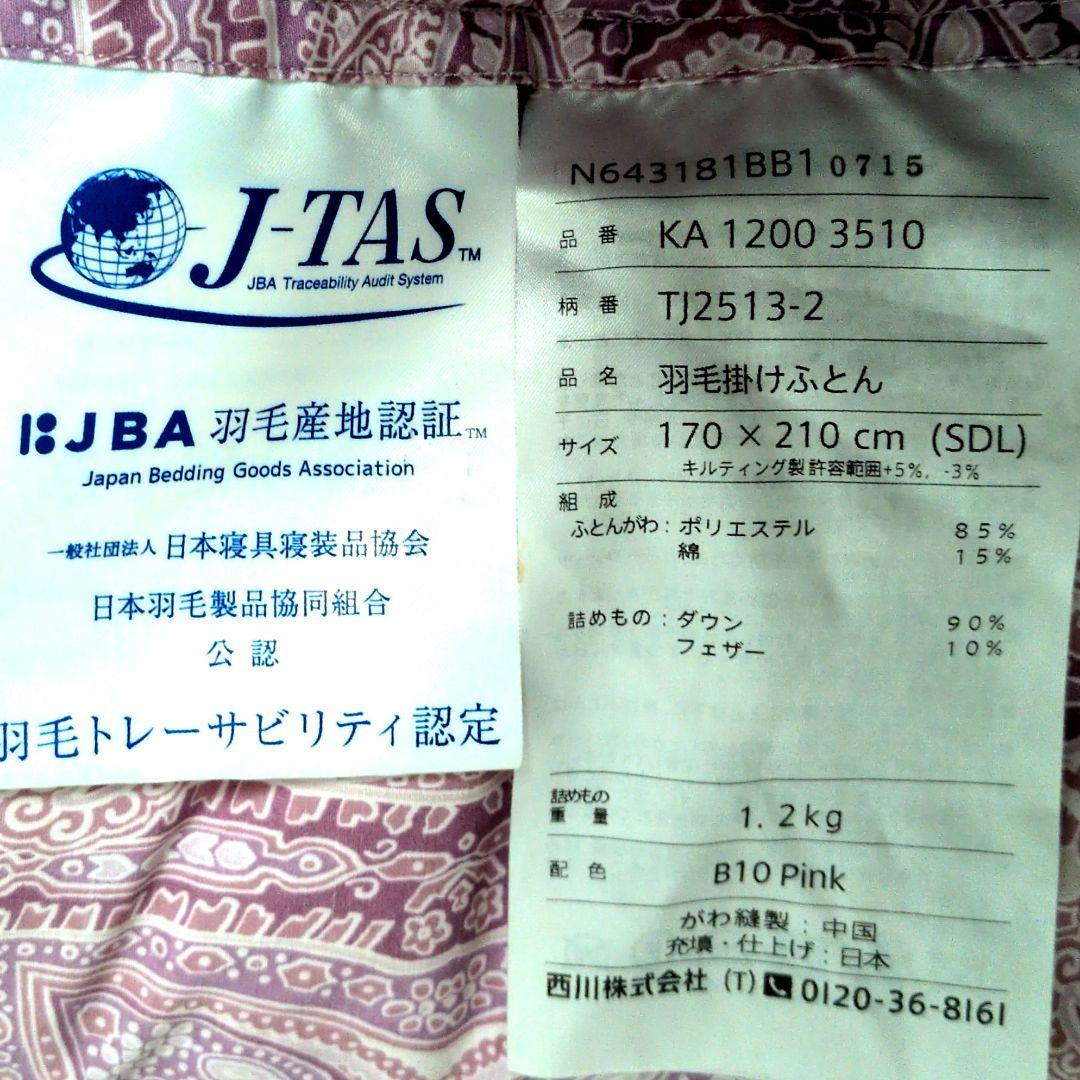 J-TAS™
JBA Traceability Audit System
JBA 羽毛産地認証™
Japan Bedding Goods Association
一般社団法人 日本寝具寝装品協会
日本羽毛製品協同組合
公認
羽毛トレーサビリティ認定
N643181BB1 0715
品番 KA 1200 3510
柄番 TJ2513-2
品名 羽毛掛けふとん
サイズ 170 × 210 cm (SDL)
キルティング製 許容範囲+5%, -3%
組成
ふとんがわ：ポリエステル 85%
綿 15%
詰めもの：ダウン 90%
フェザー 10%
詰めもの
重量 1.2kg
配色 B10 Pink
がわ縫製：中国
充填・仕上げ：日本
西川株式会社 (T) 0120-36-8161